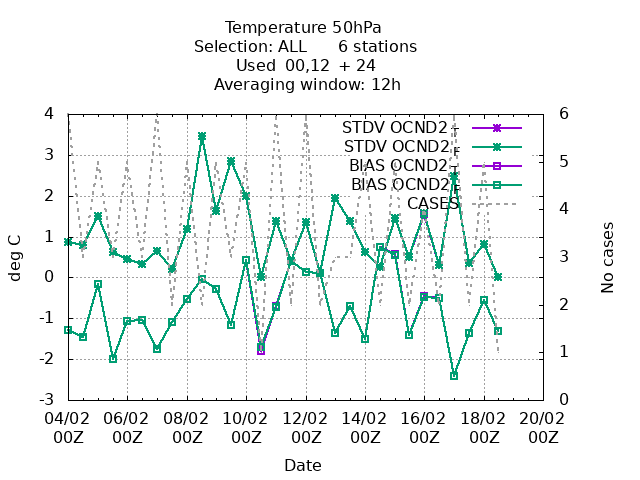 Temperature 50hPa
Selection: ALL 6 stations
Used 00,12 + 24
Averaging window: 12h
STDV OCND2
STDV OCND2
BIAS OCND2
BIAS OCND2
CASES
4
3
2
1
0
-1
-2
-3
deg C
6
5
4
3
2
1
0
No cases
04/02 06/02 08/02 10/02 12/02 14/02 16/02 18/02 20/02
00Z 00Z 00Z 00Z 00Z 00Z 00Z 00Z 00Z
Date